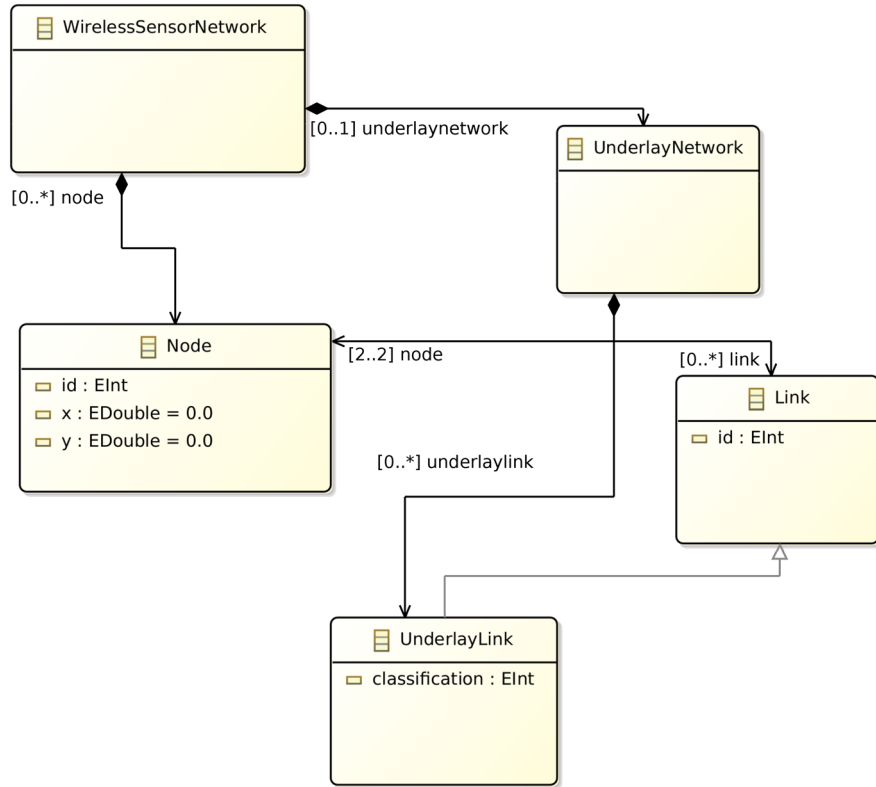 WirelessSensorNetwork
[0..1] underlaynetwork
UnderlayNetwork
[0..*] node
Node
id : EInt
x : EDouble = 0.0
y : EDouble = 0.0
[2..2] node
[0..*] link
Link
id : EInt
[0..*] underlaylink
UnderlayLink
classification : EInt